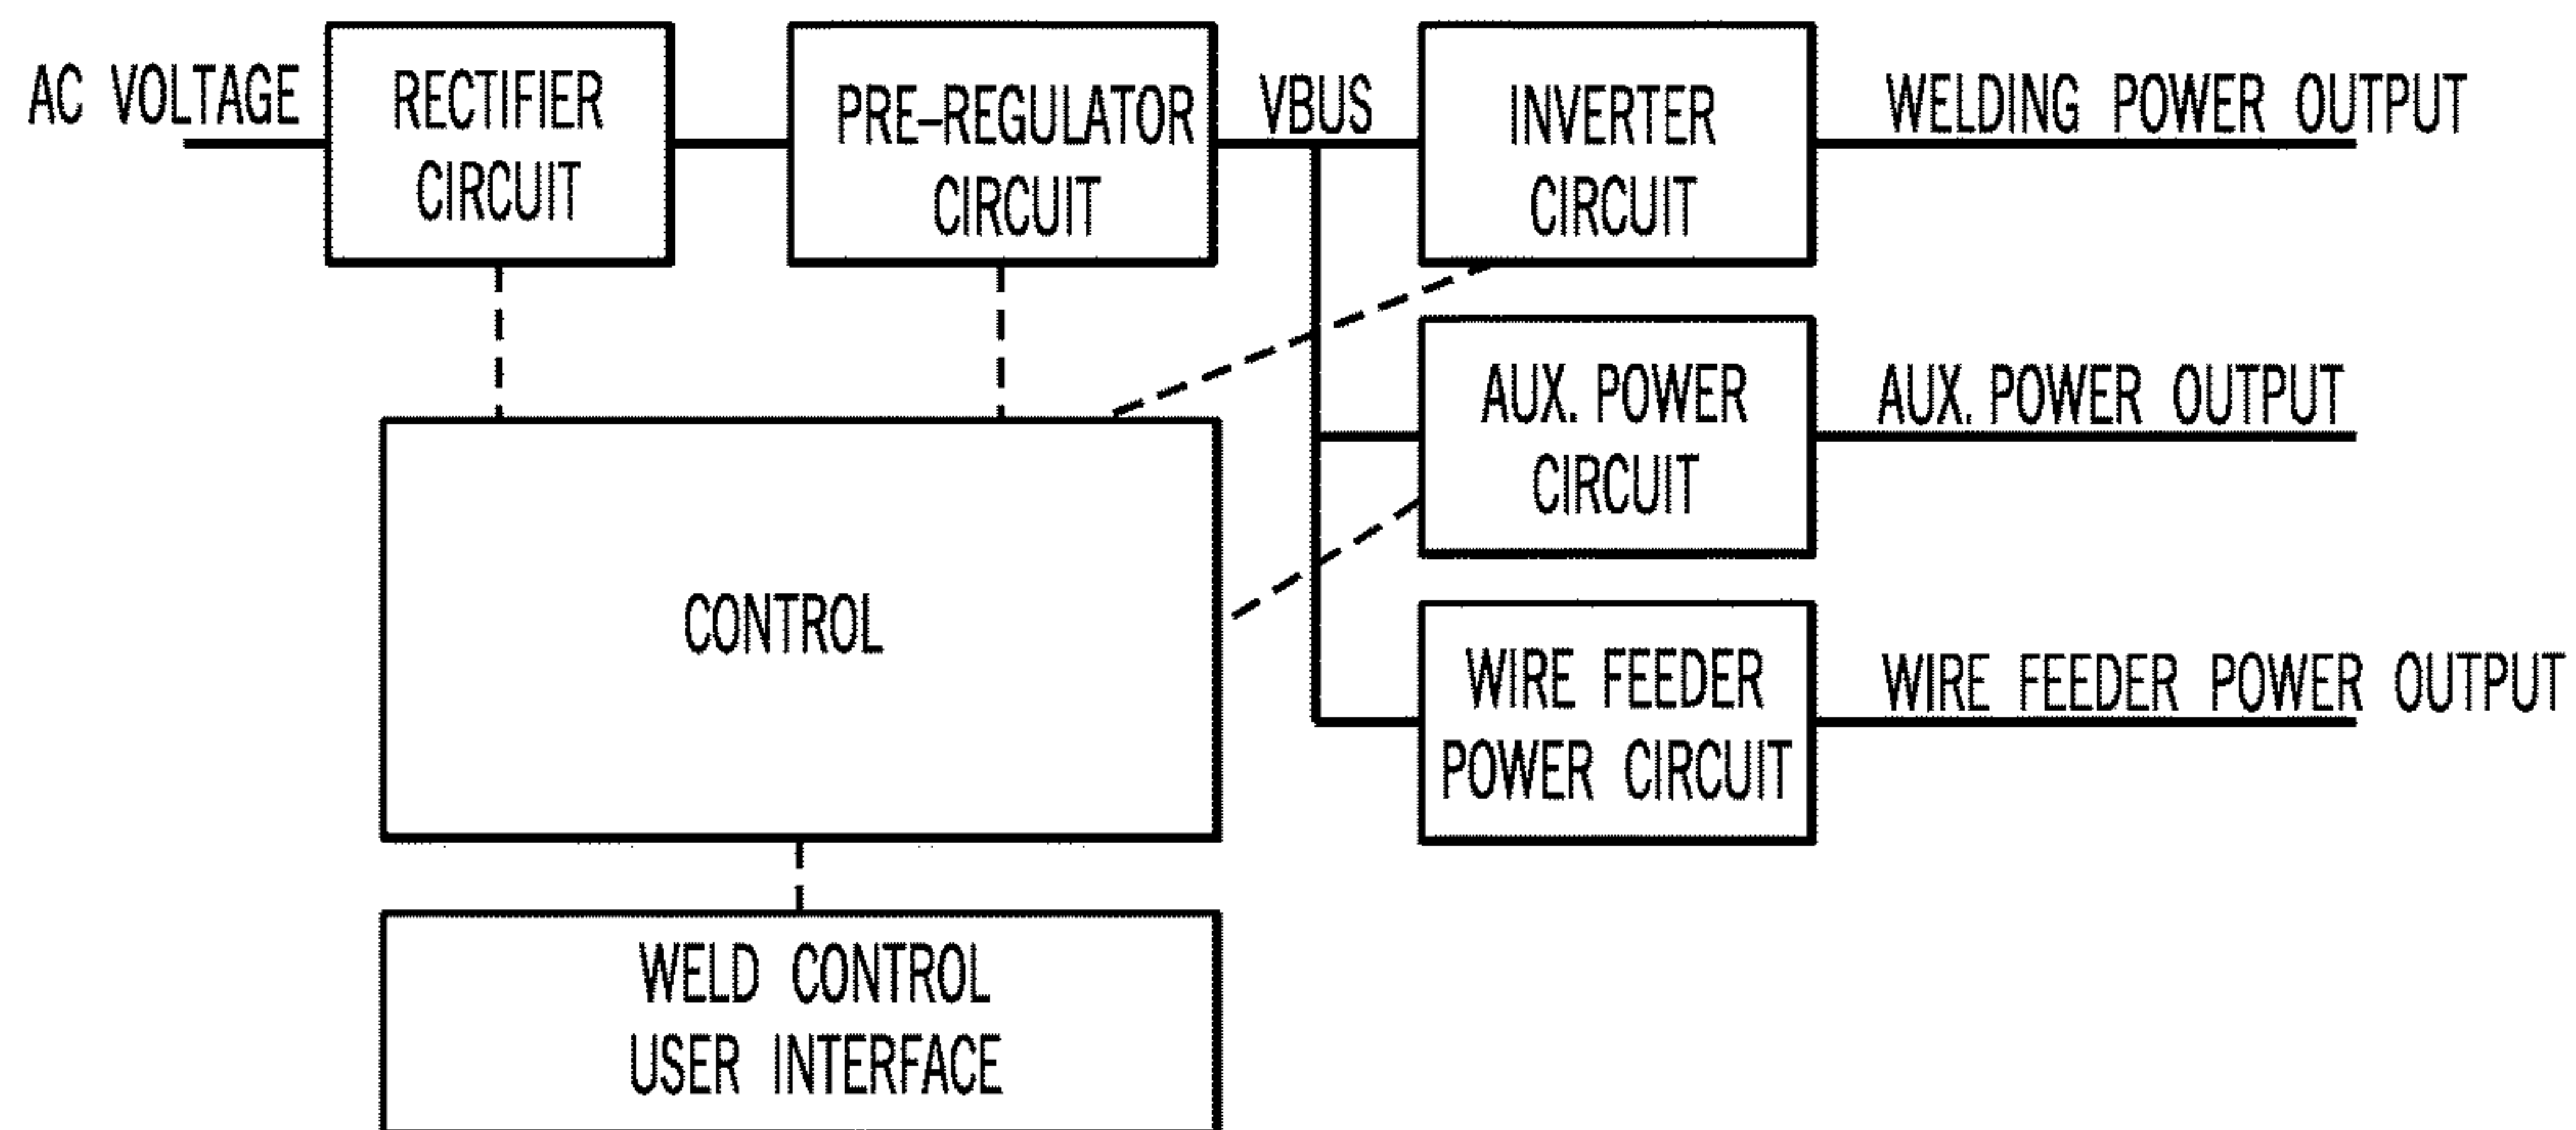 AC VOLTAGE
RECTIFIER
CIRCUIT
PRE-REGULATOR
CIRCUIT
VBUS
INVERTER
CIRCUIT
WELDING POWER OUTPUT
AUX. POWER
CIRCUIT
AUX. POWER OUTPUT
CONTROL
WIRE FEEDER
POWER CIRCUIT
WIRE FEEDER POWER OUTPUT
WELD CONTROL
USER INTERFACE